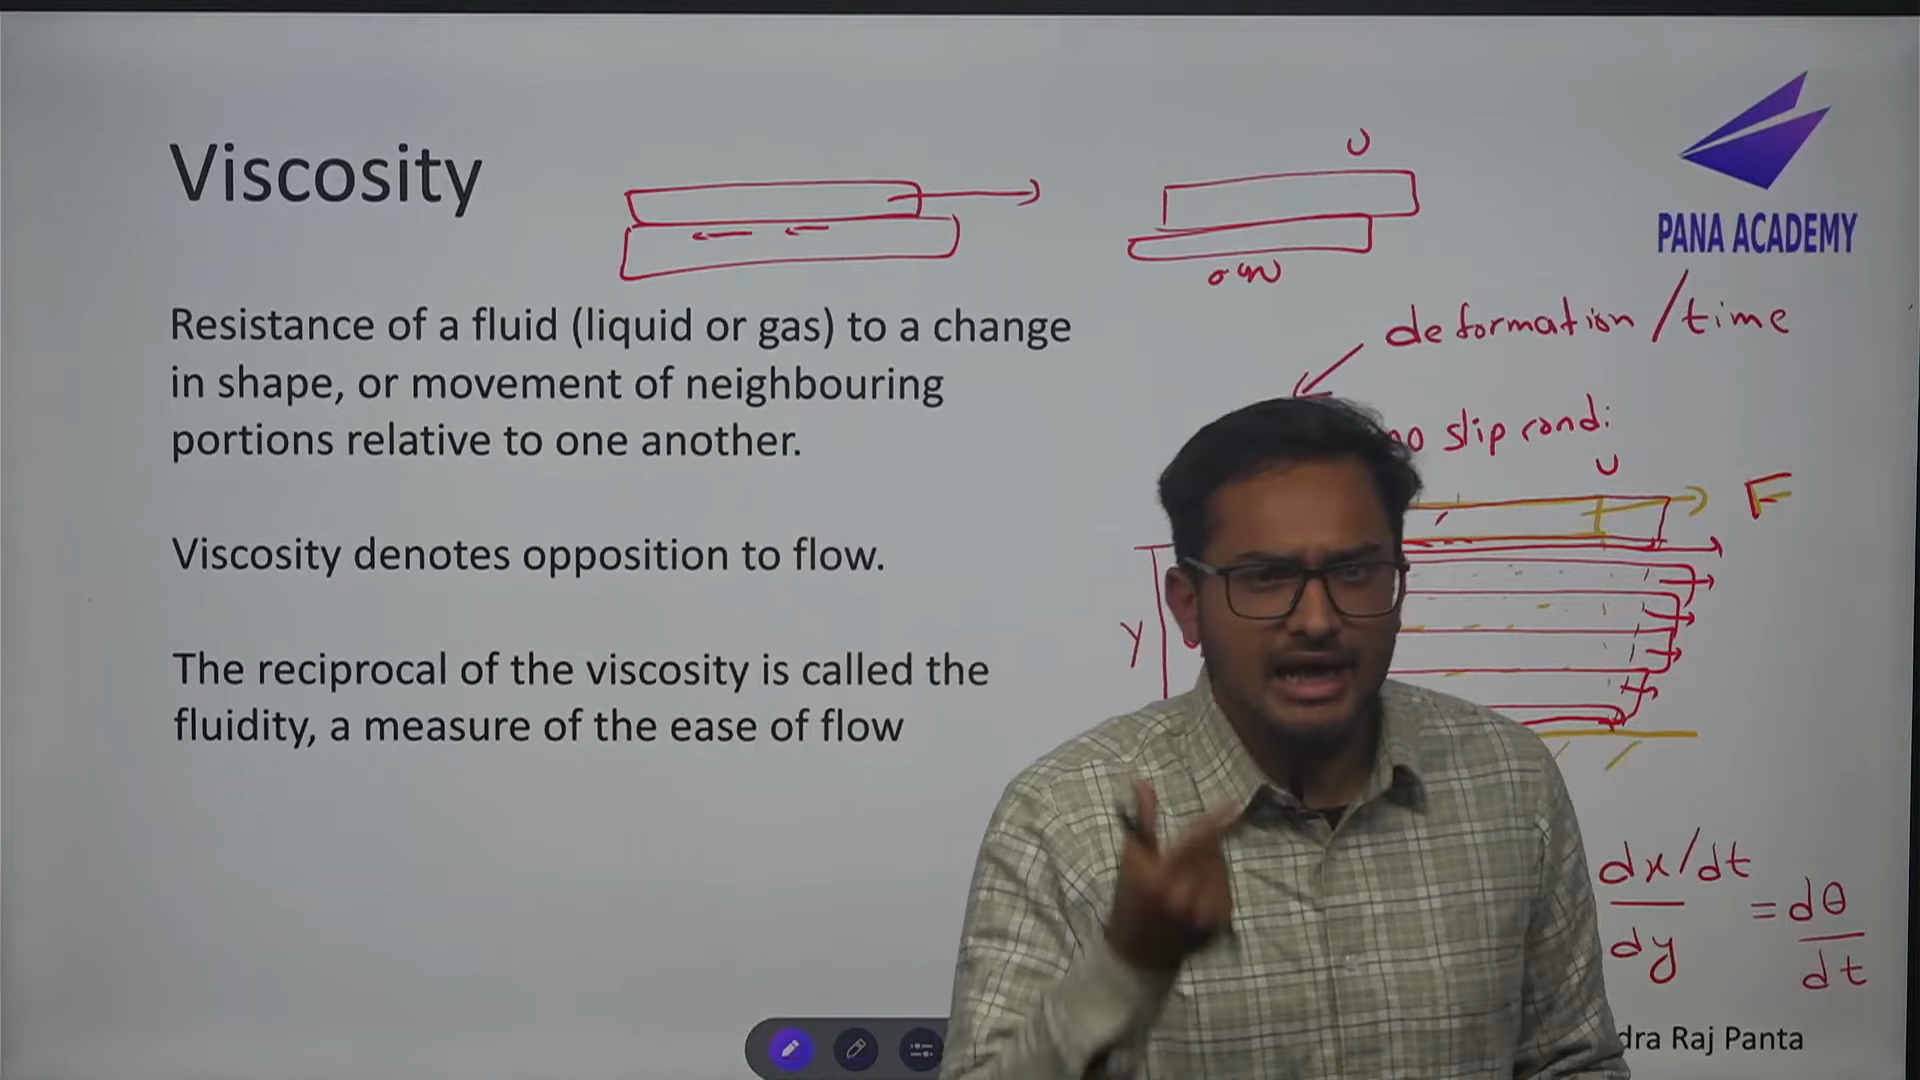 Viscosity
U
PANA ACADEMY
Resistance of a fluid (liquid or gas) to a change
in shape, or movement of neighbouring
portions relative to one another.
deformation/time
no slip cond:
U
F
Viscosity denotes opposition to flow.
y
The reciprocal of the viscosity is called the
fluidity, a measure of the ease of flow
dx/dt
dy
= dθ
dt
Raj Panta